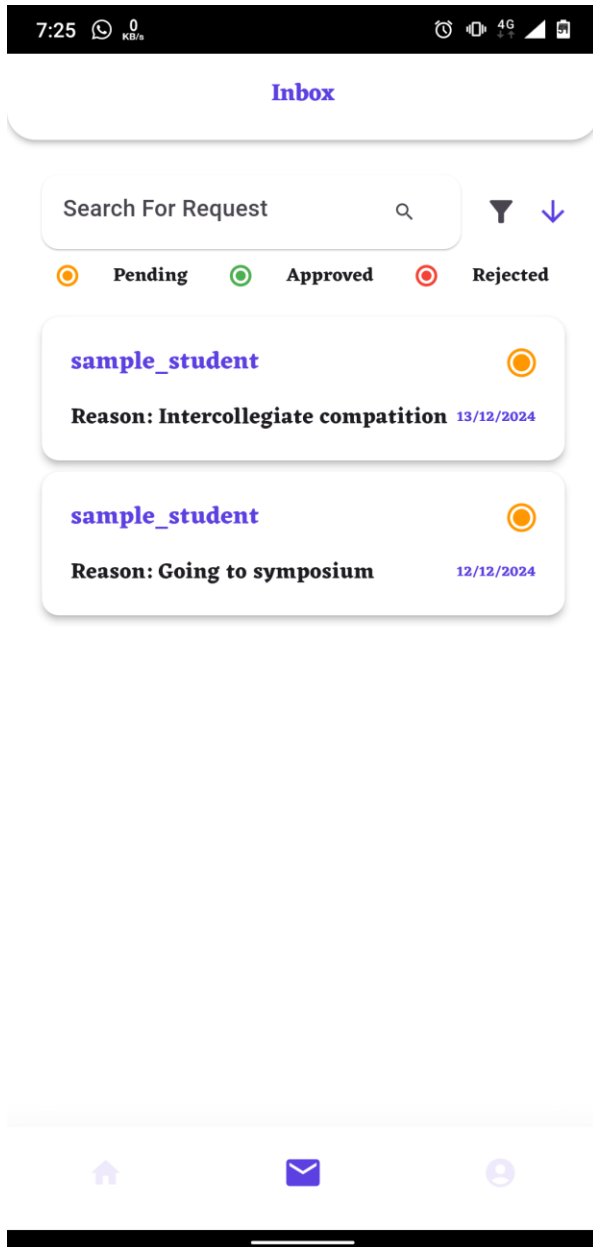 7:25 0 KB/s 4G
Inbox
Search For Request
Pending Approved Rejected
sample_student
Reason: Intercollegiate compatition 13/12/2024
sample_student
Reason: Going to symposium 12/12/2024